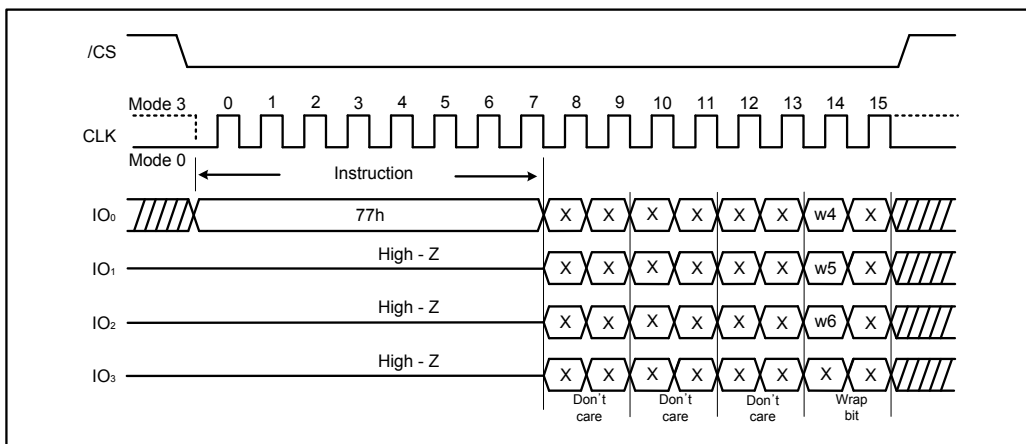 /CS
Mode 3 0 1 2 3 4 5 6 7 8 9 10 11 12 13 14 15
CLK
Mode 0
Instruction
IO₀ 77h X X X X X X w4 X
High - Z
IO₁ X X X X X X w5 X
High - Z
IO₂ X X X X X X w6 X
High - Z
IO₃ X X X X X X X X
Don't care Don't care Don't care Wrap bit